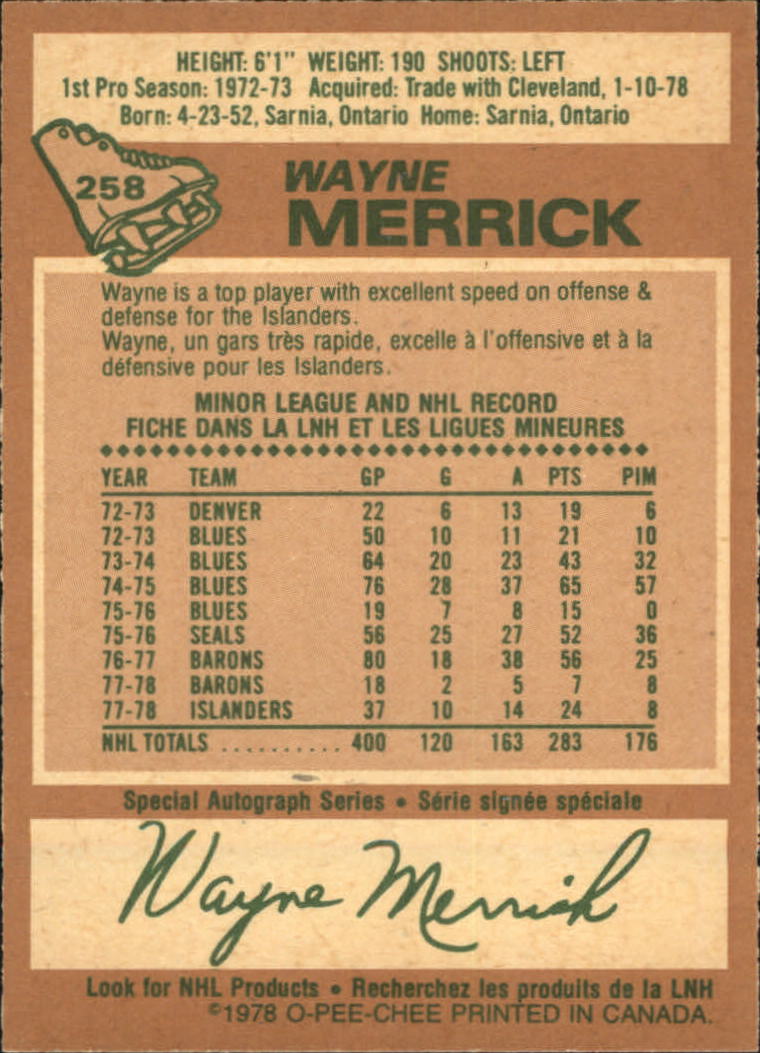 HEIGHT: 6'1" WEIGHT: 190 SHOOTS: LEFT
1st Pro Season: 1972-73 Acquired: Trade with Cleveland, 1-10-78
Born: 4-23-52, Sarnia, Ontario Home: Sarnia, Ontario
258
WAYNE
MERRICK
Wayne is a top player with excellent speed on offense &
defense for the Islanders.
Wayne, un gars très rapide, excelle à l'offensive et à la
défensive pour les Islanders.
MINOR LEAGUE AND NHL RECORD
FICHE DANS LA LNH ET LES LIGUES MINEURES
YEAR TEAM GP G A PTS PIM
72-73 DENVER 22 6 13 19 6
72-73 BLUES 50 10 11 21 10
73-74 BLUES 64 20 23 43 32
74-75 BLUES 76 28 37 65 57
75-76 BLUES 19 7 8 15 0
75-76 SEALS 56 25 27 52 36
76-77 BARONS 80 18 38 56 25
77-78 BARONS 18 2 5 7 8
77-78 ISLANDERS 37 10 14 24 8
NHL TOTALS ........... 400 120 163 283 176
Special Autograph Series • Série signée spéciale
Wayne Merrick
Look for NHL Products • Recherchez les produits de la LNH
©1978 O-PEE-CHEE PRINTED IN CANADA.